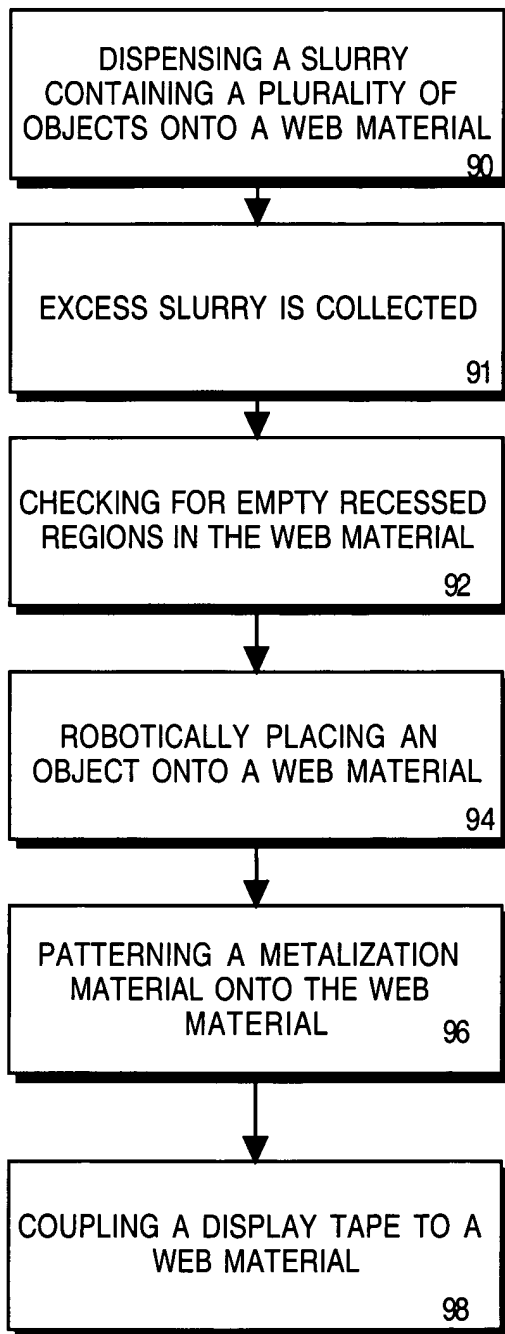 DISPENSING A SLURRY
CONTAINING A PLURALITY OF
OBJECTS ONTO A WEB MATERIAL
90
EXCESS SLURRY IS COLLECTED
91
CHECKING FOR EMPTY RECESSED
REGIONS IN THE WEB MATERIAL
92
ROBOTICALLY PLACING AN
OBJECT ONTO A WEB MATERIAL
94
PATTERNING A METALIZATION
MATERIAL ONTO THE WEB
MATERIAL
96
COUPLING A DISPLAY TAPE TO A
WEB MATERIAL
98